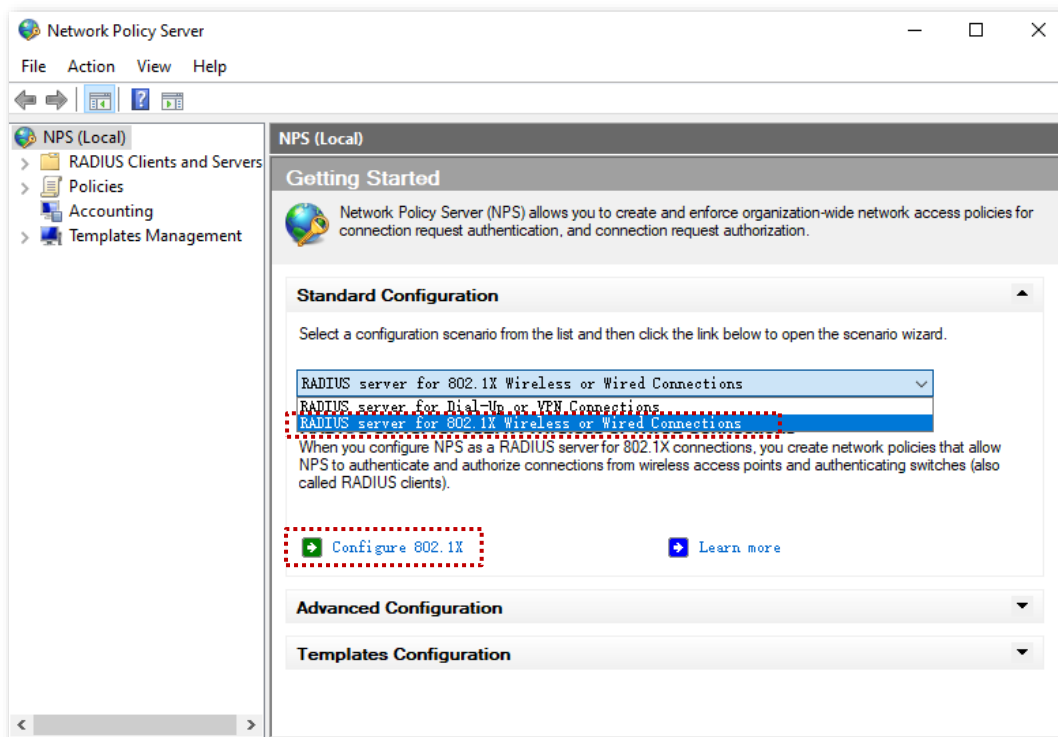 Network Policy Server
File Action View Help
NPS (Local)
RADIUS Clients and Servers
Policies
Accounting
Templates Management
NPS (Local)
Getting Started
Network Policy Server (NPS) allows you to create and enforce organization-wide network access policies for
connection request authentication, and connection request authorization.
Standard Configuration
Select a configuration scenario from the list and then click the link below to open the scenario wizard.
RADIUS server for 802.1X Wireless or Wired Connections
RADIUS server for Dial-Up or VPN Connections
RADIUS server for 802.1X Wireless or Wired Connections
When you configure NPS as a RADIUS server for 802.1X connections, you create network policies that allow
NPS to authenticate and authorize connections from wireless access points and authenticating switches (also
called RADIUS clients).
Configure 802.1X
Learn more
Advanced Configuration
Templates Configuration